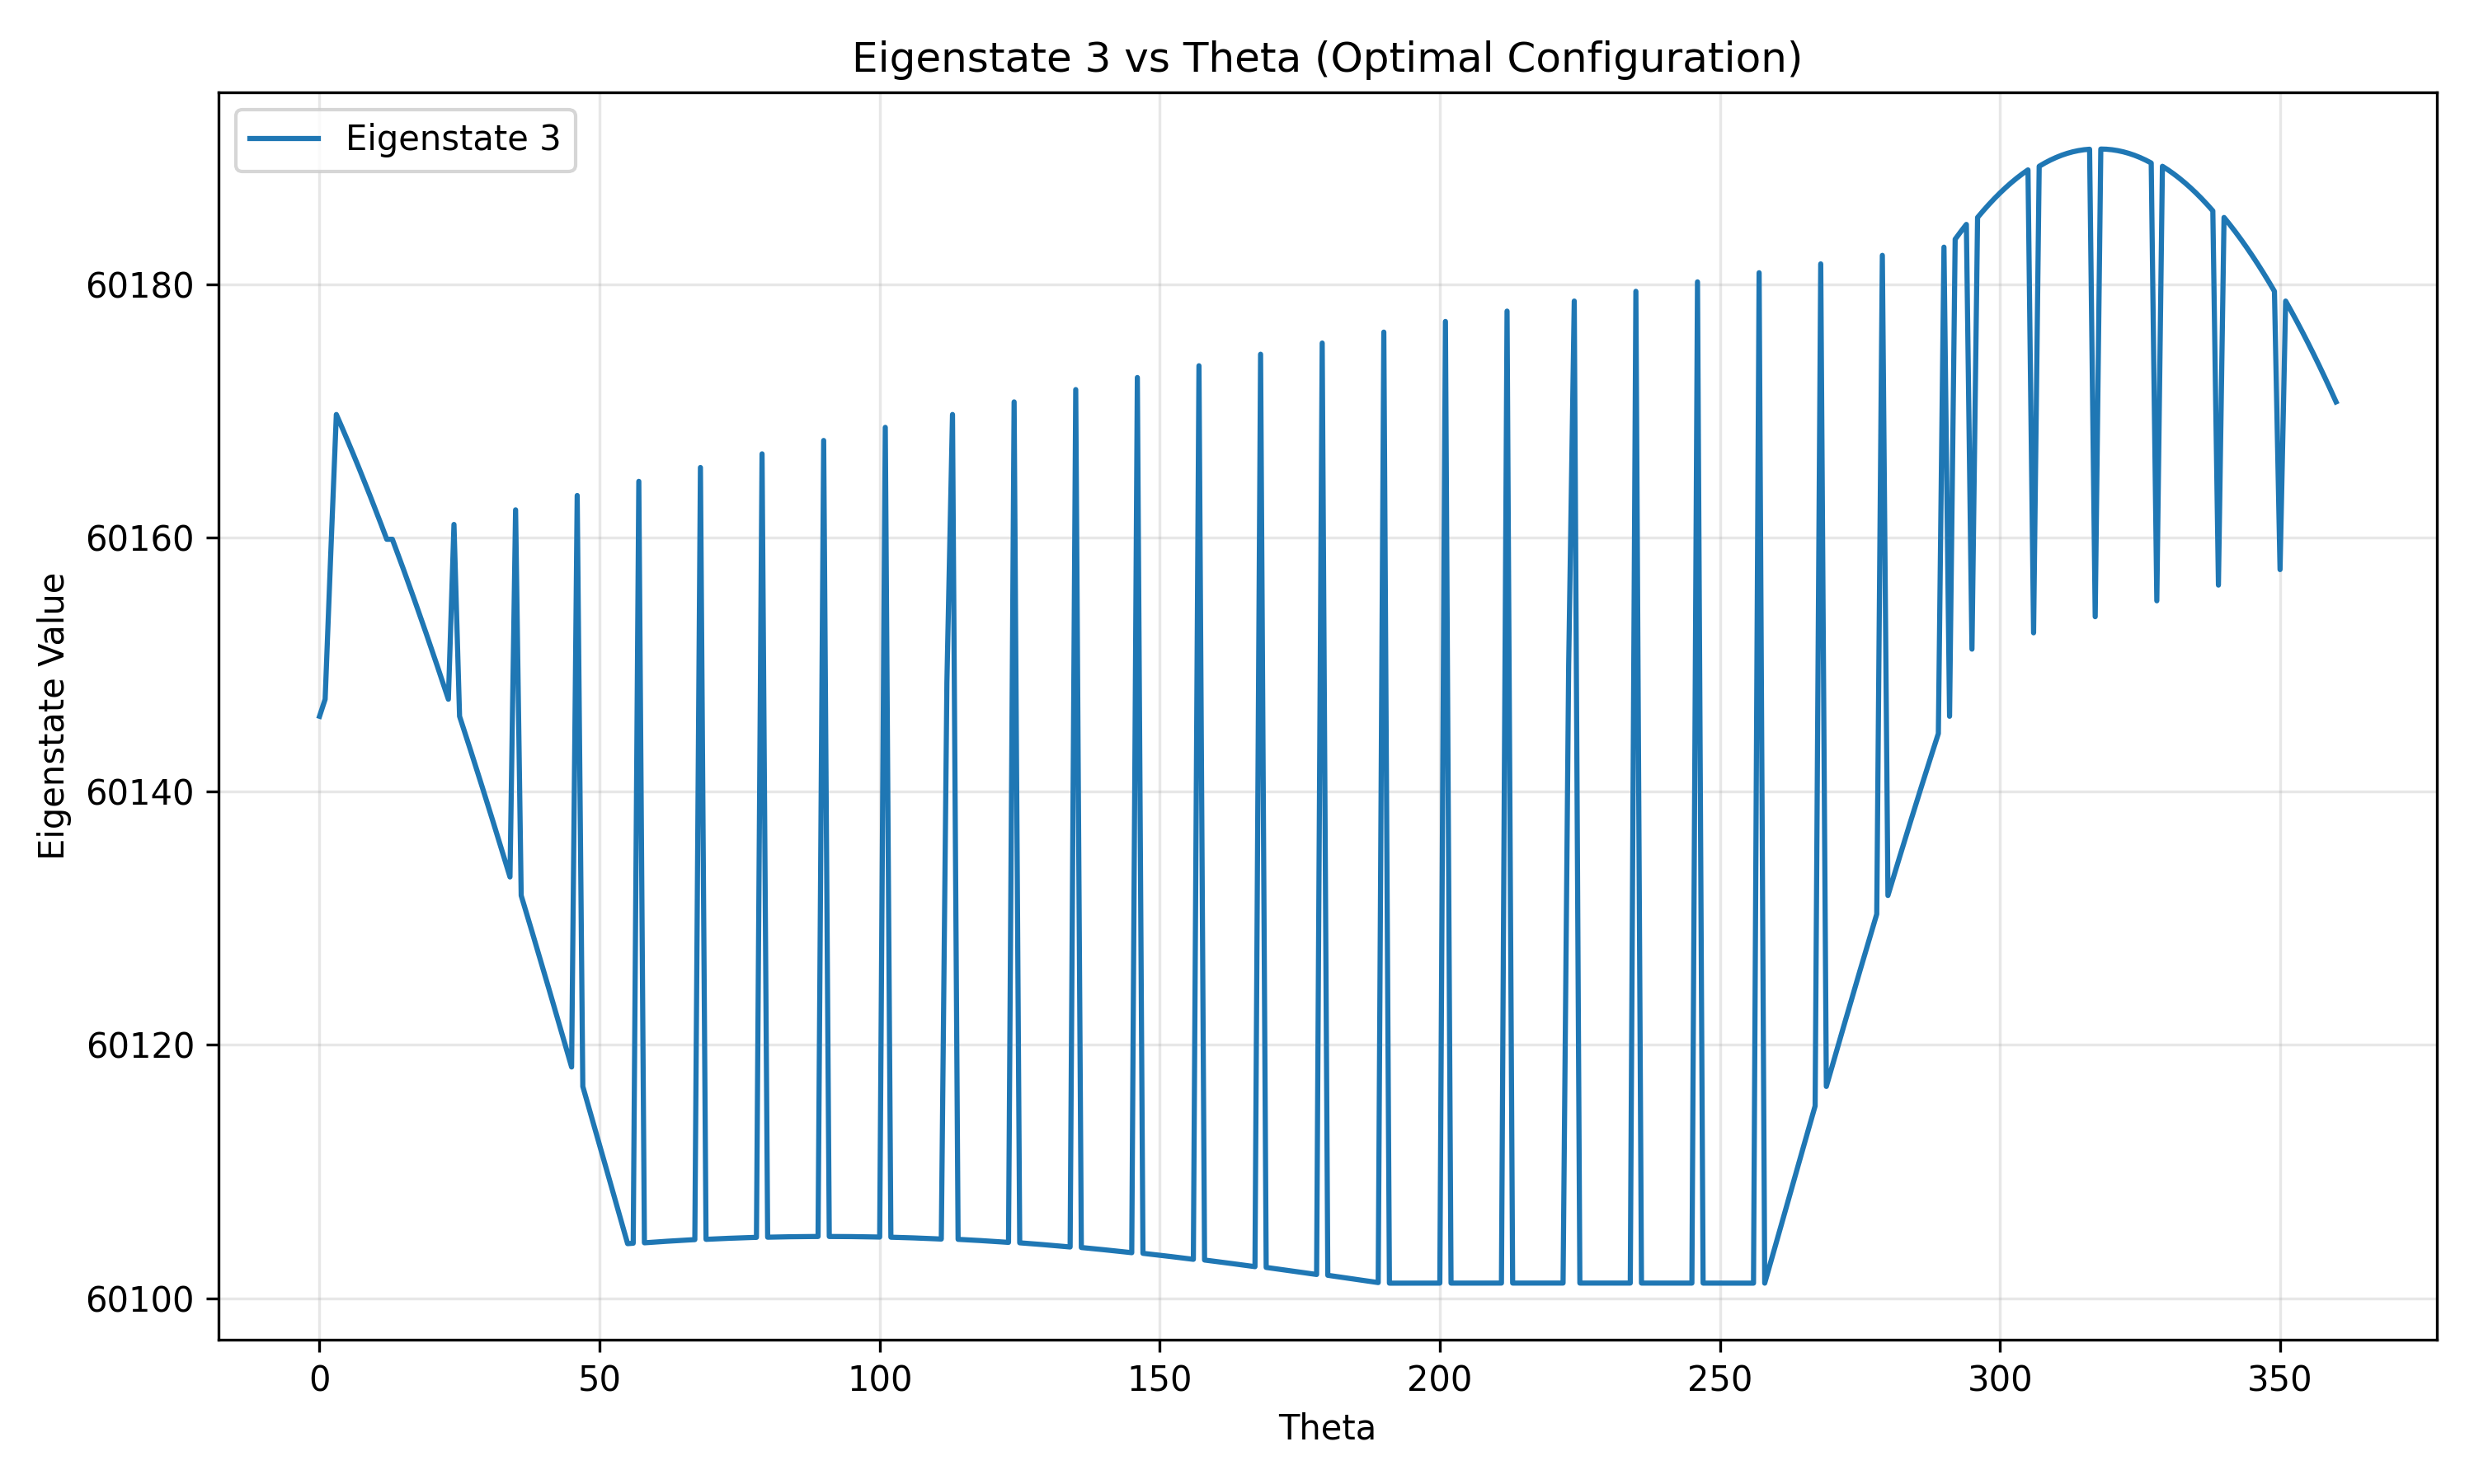 Eigenstate 3 vs Theta (Optimal Configuration)
Eigenstate 3
Eigenstate Value
60180
60160
60140
60120
60100
0 50 100 150 200 250 300 350
Theta